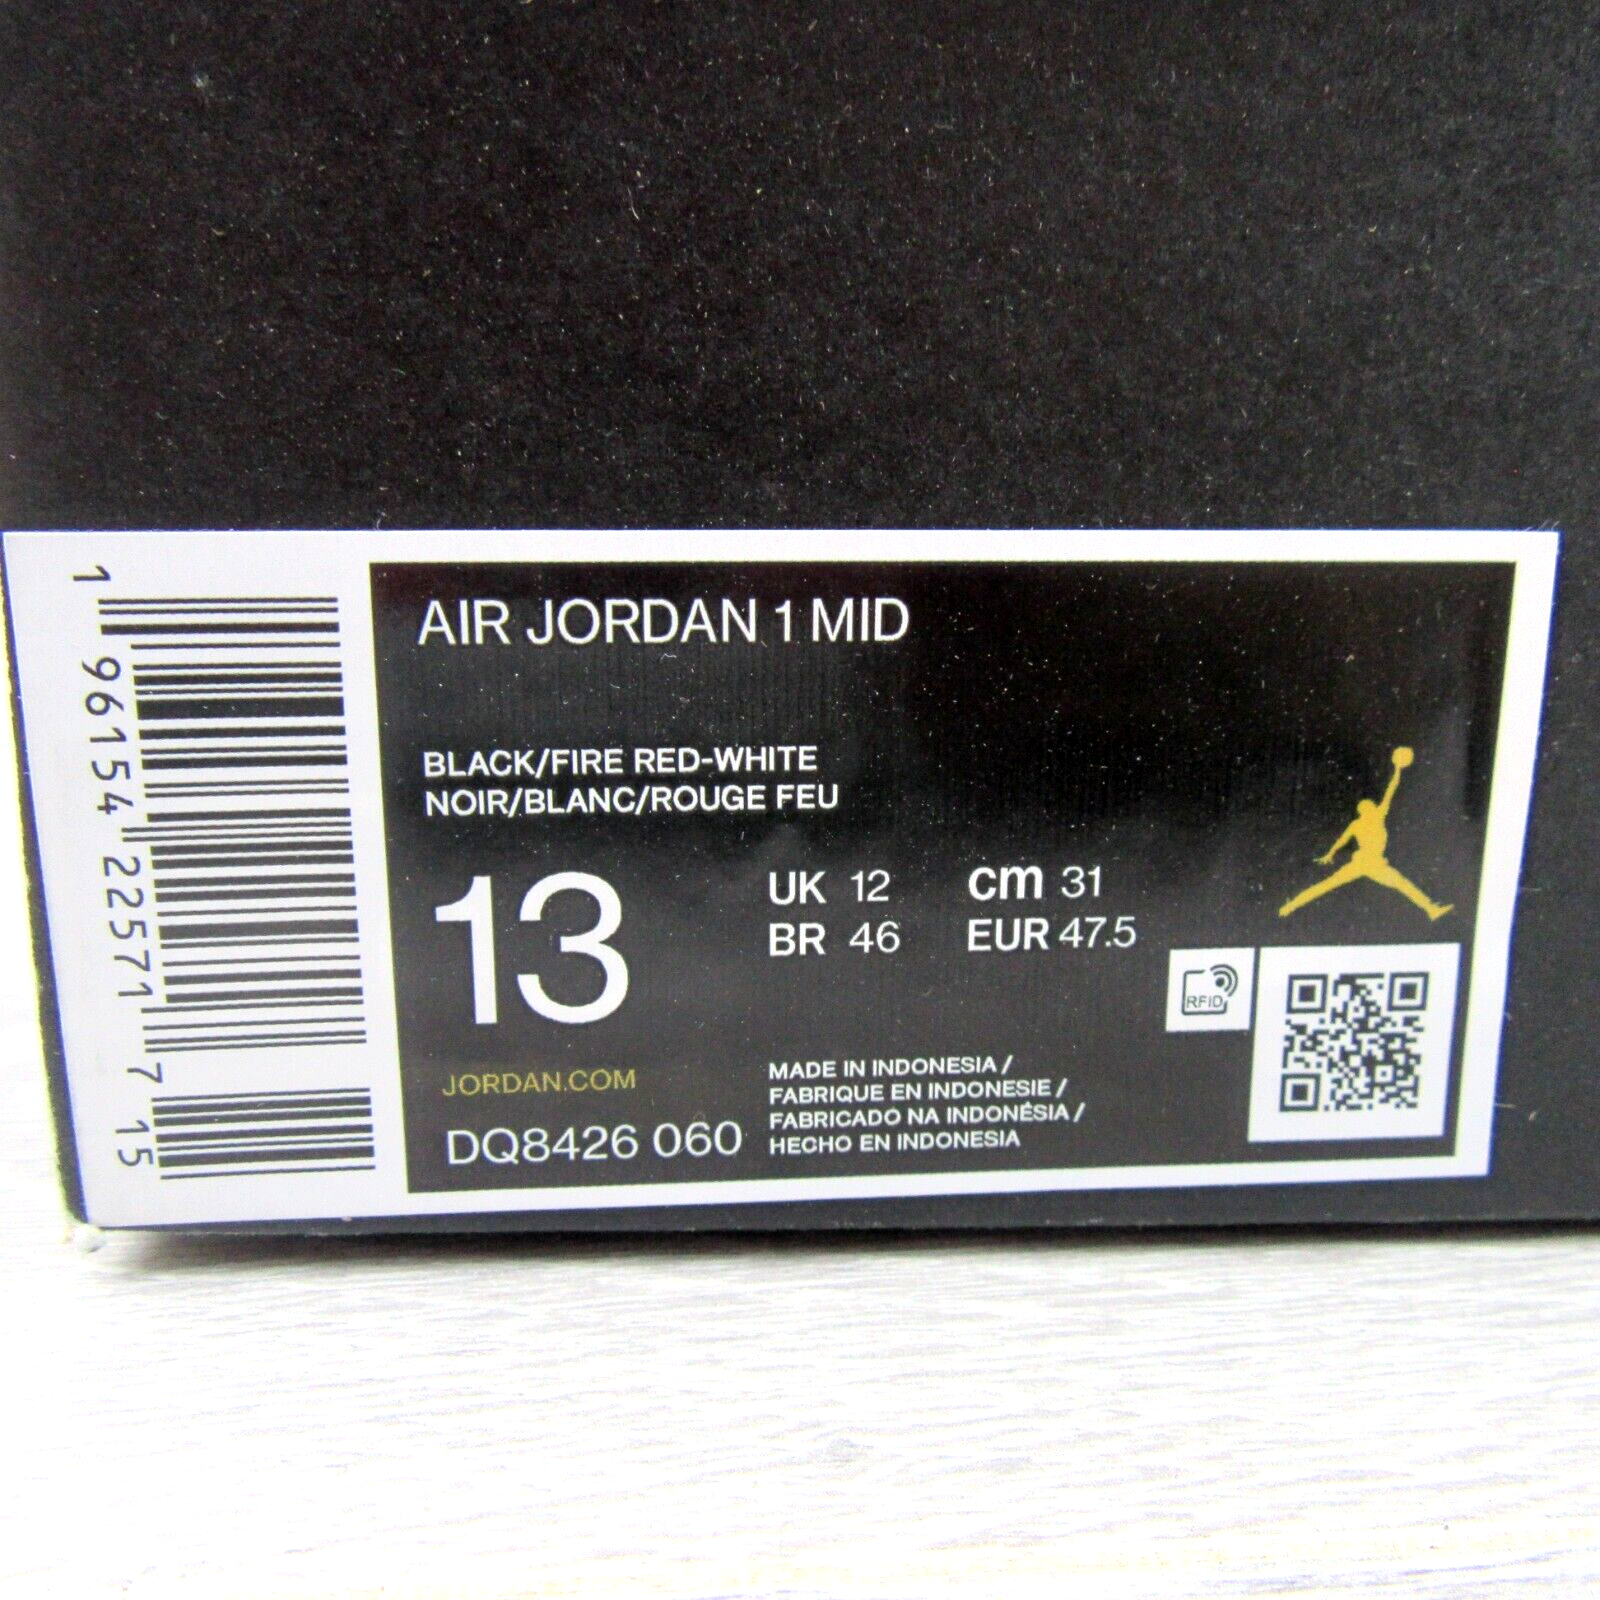 AIR JORDAN 1 MID
BLACK/FIRE RED-WHITE
NOIR/BLANC/ROUGE FEU
13
UK 12
cm 31
BR 46
EUR 47.5
RFID
JORDAN.COM
DQ8426 060
MADE IN INDONESIA /
FABRIQUE EN INDONESIE /
FABRICADO NA INDONÉSIA /
HECHO EN INDONESIA
1 96154 22571 7 15